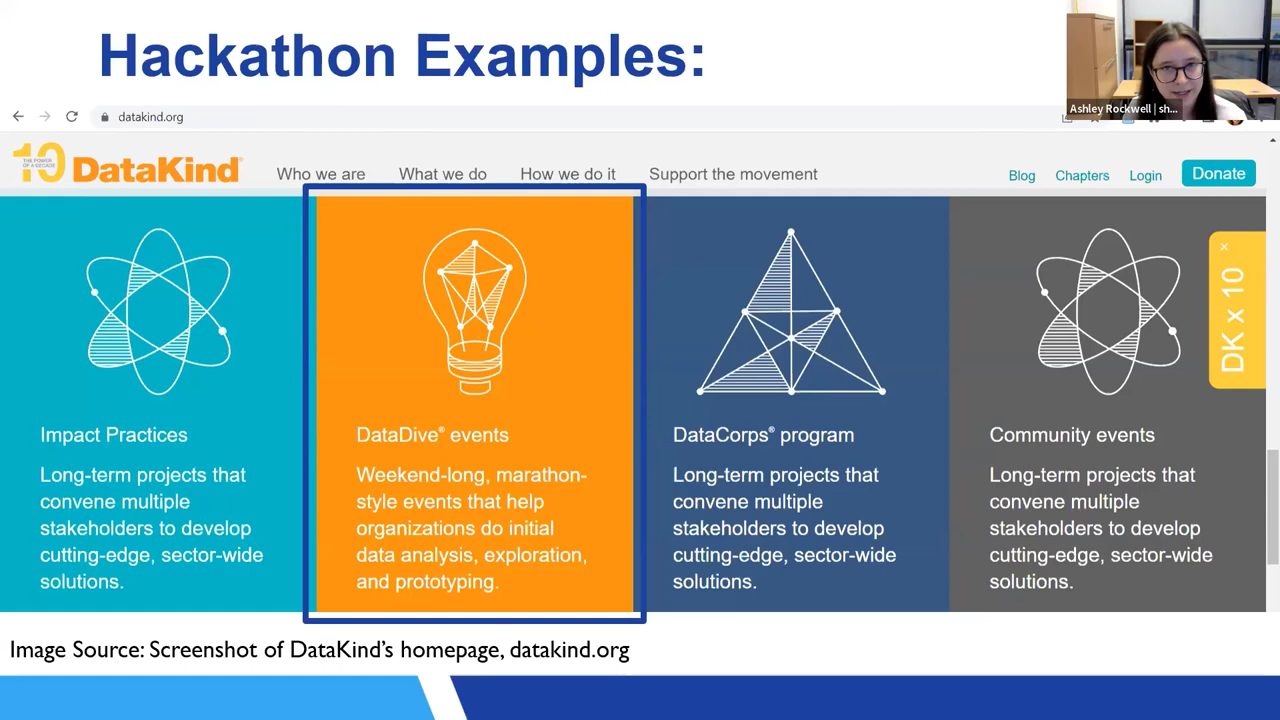 Hackathon Examples:
Ashley Rockwell | sh...
datakind.org
10 DataKind®
THE POWER
OF A DECADE
Who we are What we do How we do it Support the movement
Blog Chapters Login Donate
DK x 10 ×
Impact Practices
Long-term projects that
convene multiple
stakeholders to develop
cutting-edge, sector-wide
solutions.
DataDive® events
Weekend-long, marathon-
style events that help
organizations do initial
data analysis, exploration,
and prototyping.
DataCorps® program
Long-term projects that
convene multiple
stakeholders to develop
cutting-edge, sector-wide
solutions.
Community events
Long-term projects that
convene multiple
stakeholders to develop
cutting-edge, sector-wide
solutions.
Image Source: Screenshot of DataKind’s homepage, datakind.org